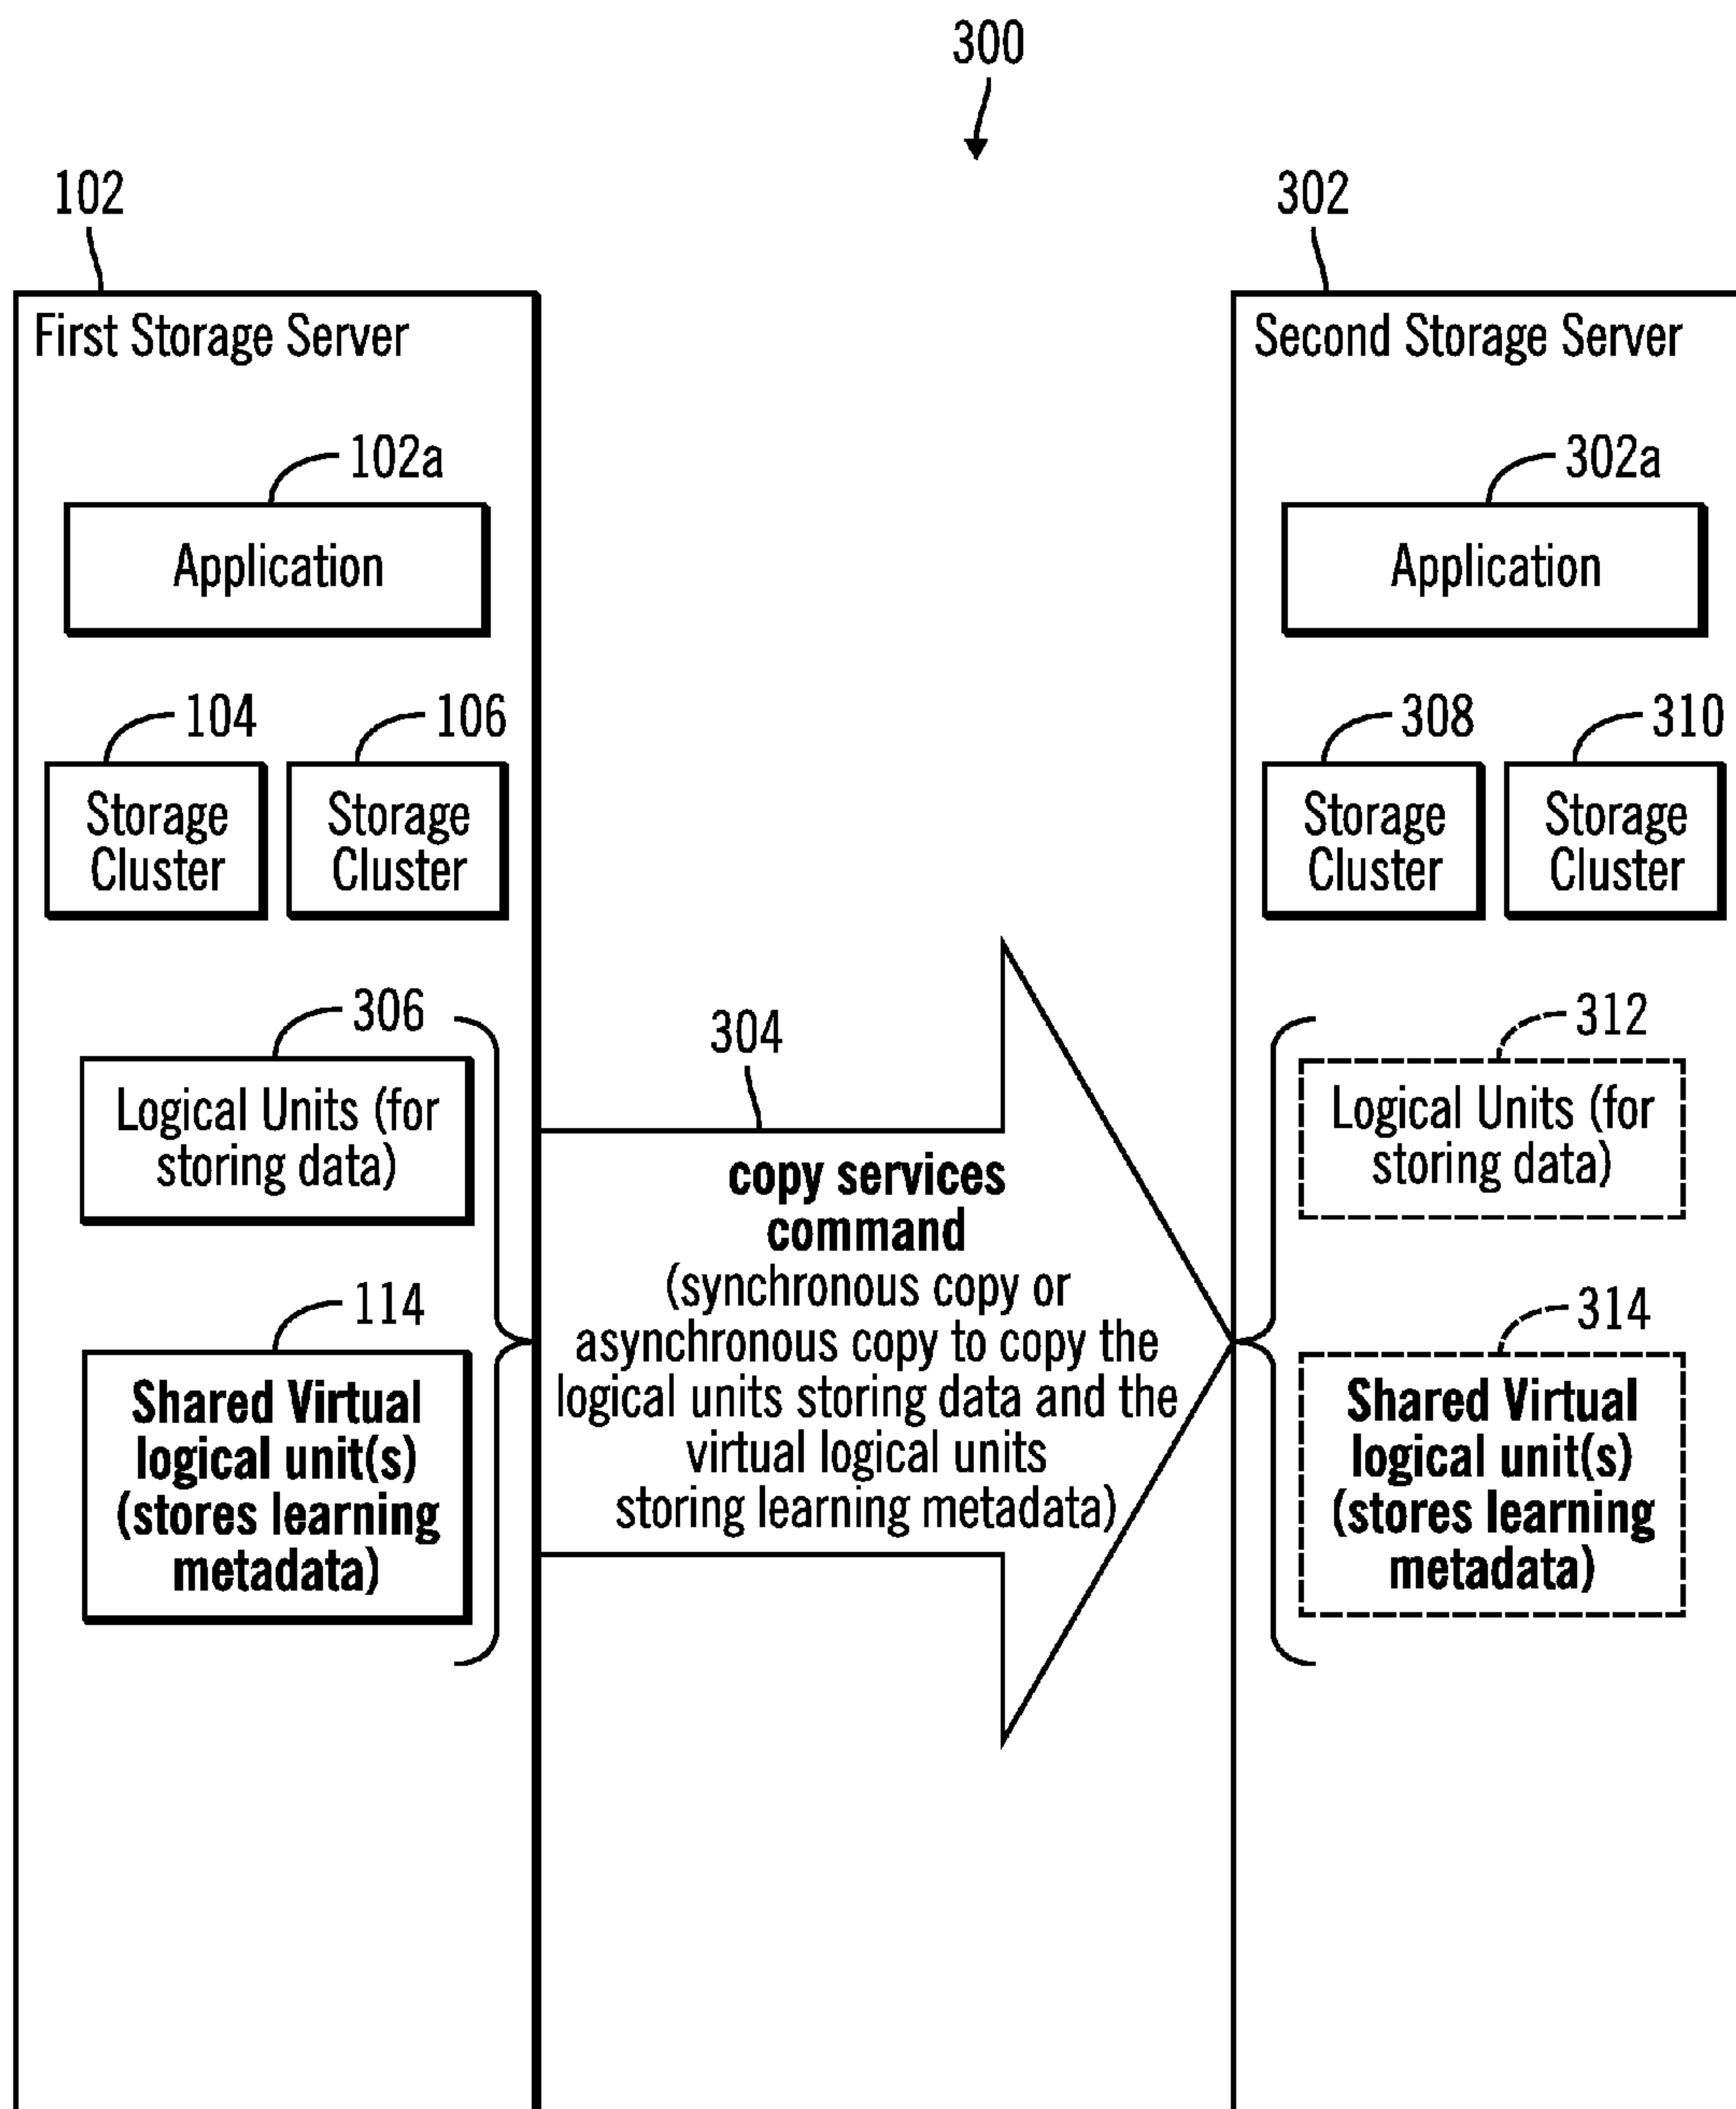 300
102
302
First Storage Server
Second Storage Server
102a
302a
Application
Application
104
106
308
310
Storage
Cluster
Storage
Cluster
Storage
Cluster
Storage
Cluster
306
304
312
Logical Units (for
storing data)
Logical Units (for
storing data)
copy services
command
(synchronous copy or
asynchronous copy to copy the
logical units storing data and the
virtual logical units
storing learning metadata)
114
314
Shared Virtual
logical unit(s)
(stores learning
metadata)
Shared Virtual
logical unit(s)
(stores learning
metadata)